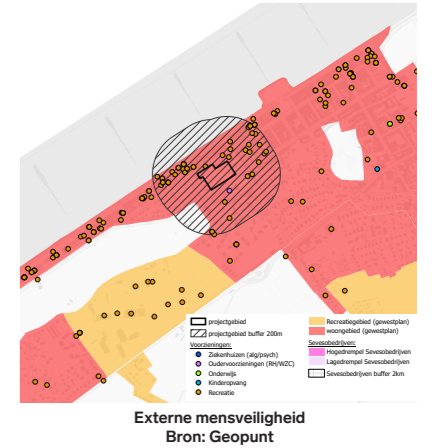 projectgebied
projectgebied buffer 200m
Voorzieningen:
Ziekenhuizen (alg/psych)
Oudervoorzieningen (RH/WZC)
Onderwijs
Kinderopvang
Recreatie
Recreatiegebied (gewestplan)
woongebied (gewestplan)
Sevesobedrijven:
Hogedrempel Sevesobedrijven
Lagedrempel Sevesobedrijven
Sevesobedrijven buffer 2km
Externe mensveiligheid
Bron: Geopunt